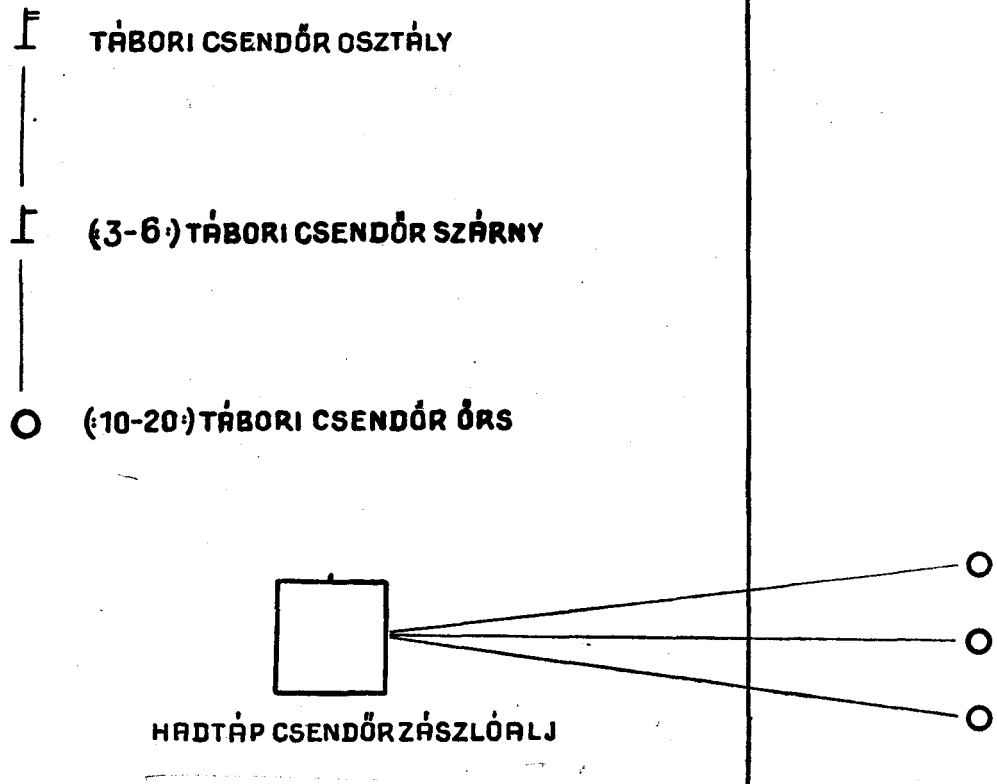 TÁBORI CSENDŐR OSZTÁLY
(:3-6:) TÁBORI CSENDŐR SZÁRNY
(:10-20:) TÁBORI CSENDŐR ŐRS
HADTÁP CSENDŐRZÁSZLÓALJ